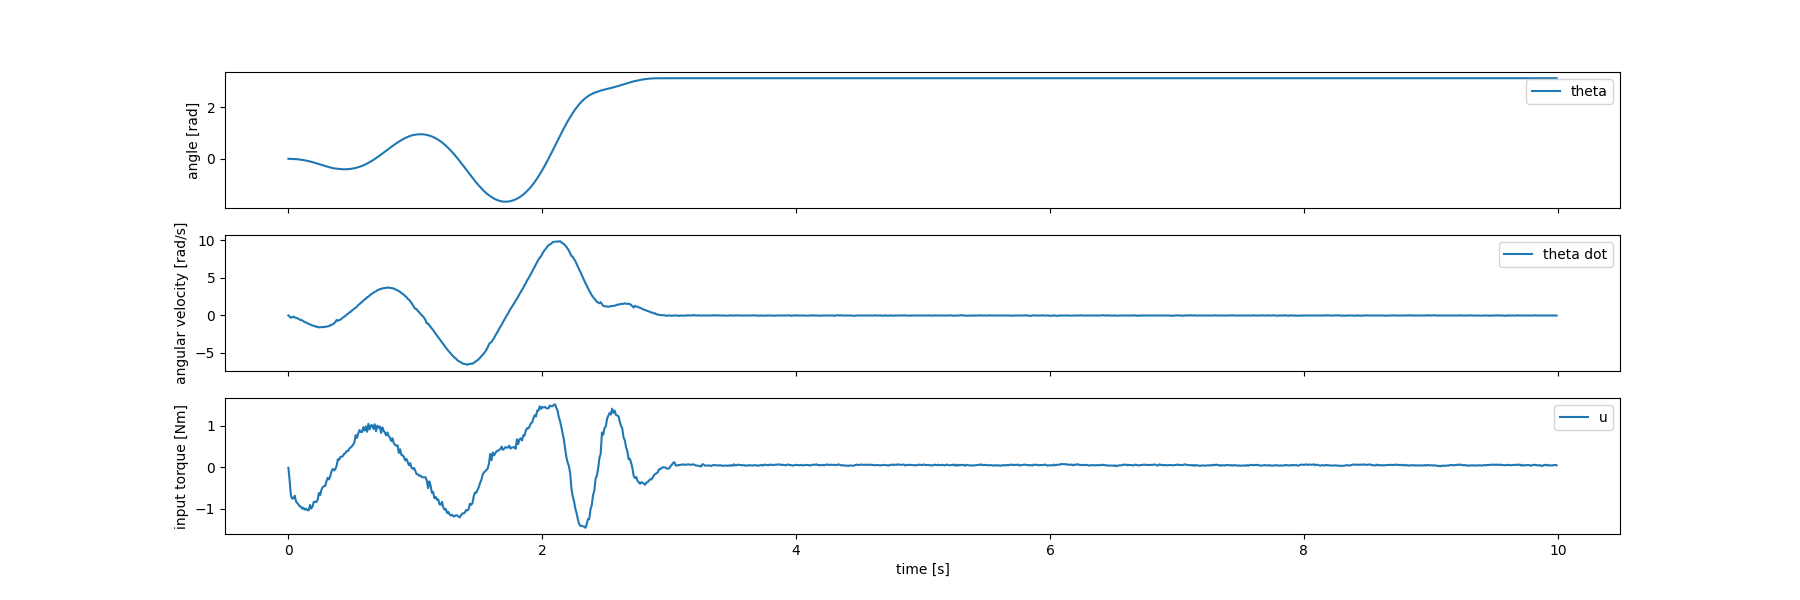 angle [rad]
2
0
theta
angular velocity [rad/s]
10
5
0
−5
theta dot
input torque [Nm]
1
0
−1
u
0 2 4 6 8 10
time [s]